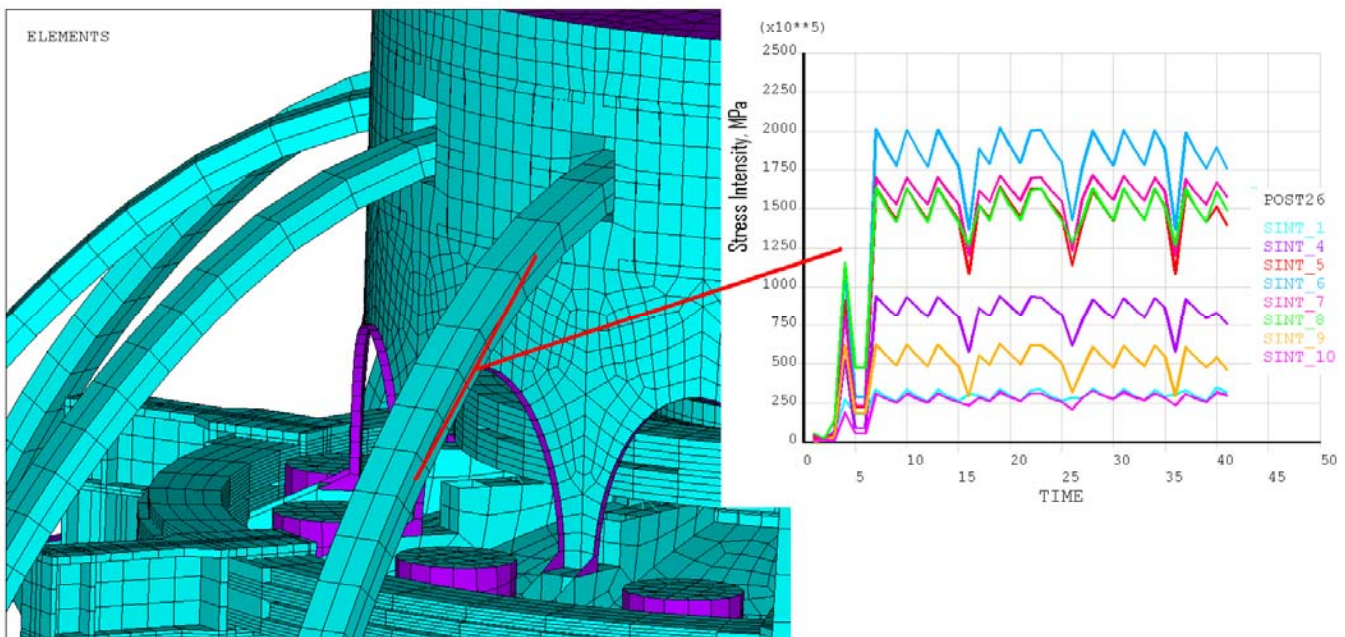 ELEMENTS
(x10**5)
2500
2250
2000
1750
1500
1250
1000
750
500
250
0
Stress Intensity, MPa
0
5
10
15
20
25
30
35
40
45
50
TIME
POST26
SINT_1
SINT_4
SINT_5
SINT_6
SINT_7
SINT_8
SINT_9
SINT_10